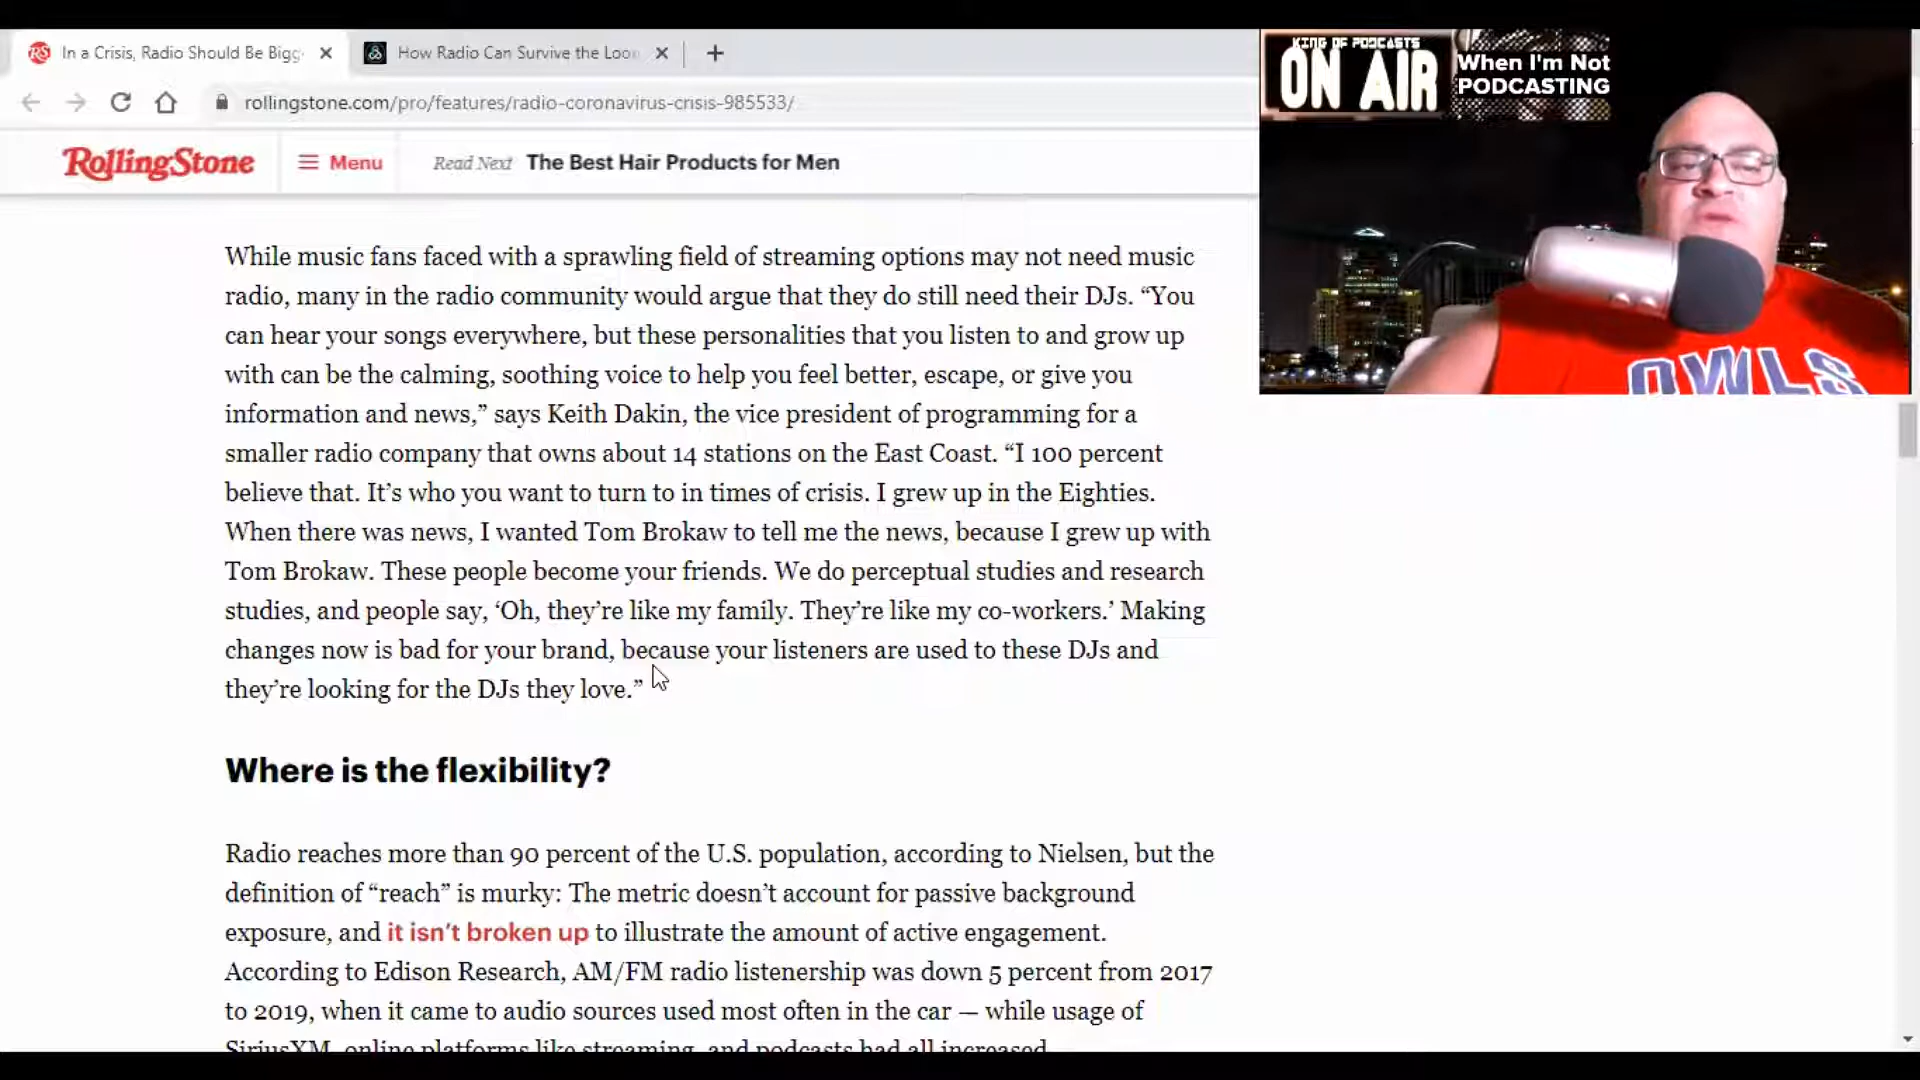 In a Crisis, Radio Should Be Bigg
How Radio Can Survive the Loo
rollingstone.com/pro/features/radio-coronavirus-crisis-985533/
RollingStone
Menu
Read Next The Best Hair Products for Men
KING OF PODCASTS
ON AIR
When I'm Not
PODCASTING
OWLS
While music fans faced with a sprawling field of streaming options may not need music
radio, many in the radio community would argue that they do still need their DJs. “You
can hear your songs everywhere, but these personalities that you listen to and grow up
with can be the calming, soothing voice to help you feel better, escape, or give you
information and news,” says Keith Dakin, the vice president of programming for a
smaller radio company that owns about 14 stations on the East Coast. “I 100 percent
believe that. It’s who you want to turn to in times of crisis. I grew up in the Eighties.
When there was news, I wanted Tom Brokaw to tell me the news, because I grew up with
Tom Brokaw. These people become your friends. We do perceptual studies and research
studies, and people say, ‘Oh, they’re like my family. They’re like my co-workers.’ Making
changes now is bad for your brand, because your listeners are used to these DJs and
they’re looking for the DJs they love.”
Where is the flexibility?
Radio reaches more than 90 percent of the U.S. population, according to Nielsen, but the
definition of “reach” is murky: The metric doesn’t account for passive background
exposure, and it isn’t broken up to illustrate the amount of active engagement.
According to Edison Research, AM/FM radio listenership was down 5 percent from 2017
to 2019, when it came to audio sources used most often in the car — while usage of
SiriusXM, online platforms like streaming, and podcasts had all increased.